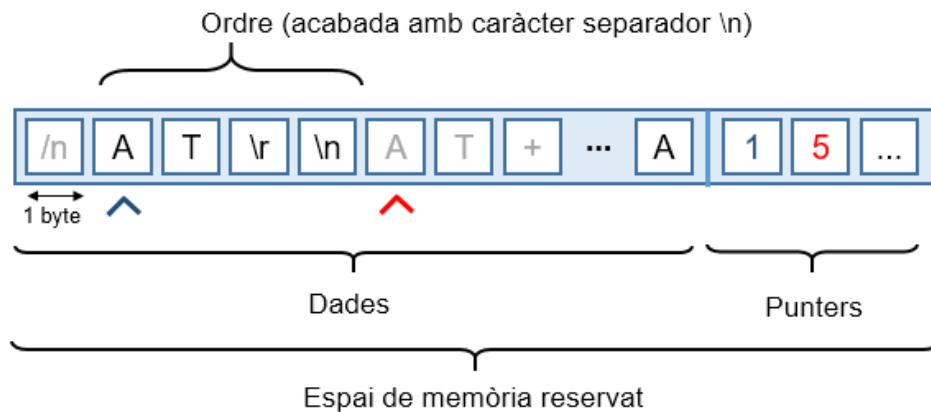 Ordre (acabada amb caràcter separador \n)
/n A T \r \n A T + ... A 1 5 ...
1 byte
Dades
Punters
Espai de memòria reservat